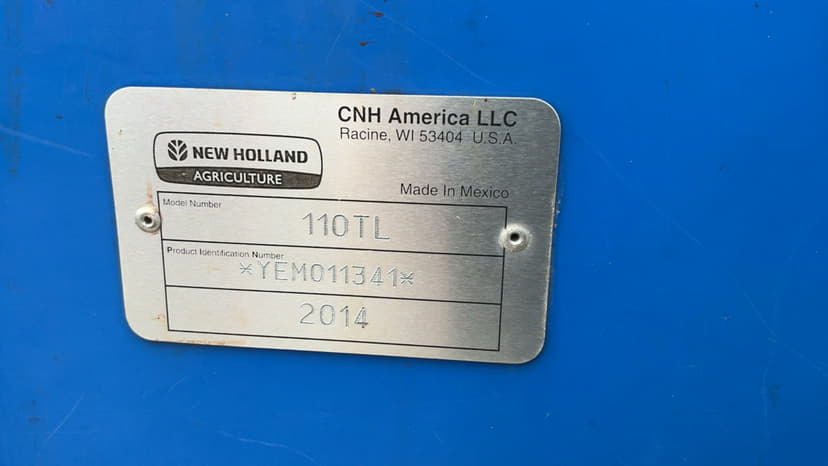 CNH America LLC
Racine, WI 53404 U.S.A.
NEW HOLLAND
AGRICULTURE
Made In Mexico
Model Number
110TL
Product Identification Number
*YEM011341*
2014